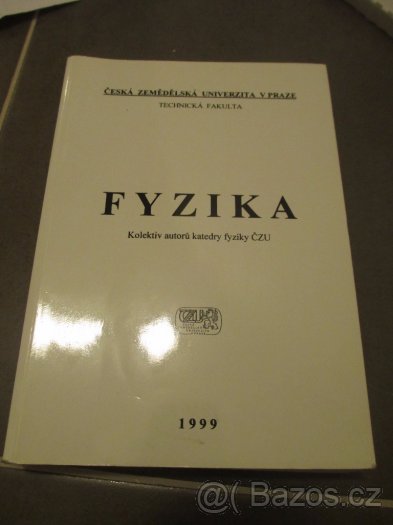 ČESKÁ ZEMĚDĚLSKÁ UNIVERZITA V PRAZE
TECHNICKÁ FAKULTA
FYZIKA
Kolektiv autorů katedry fyziky ČZU
1999
@ Bazos.cz